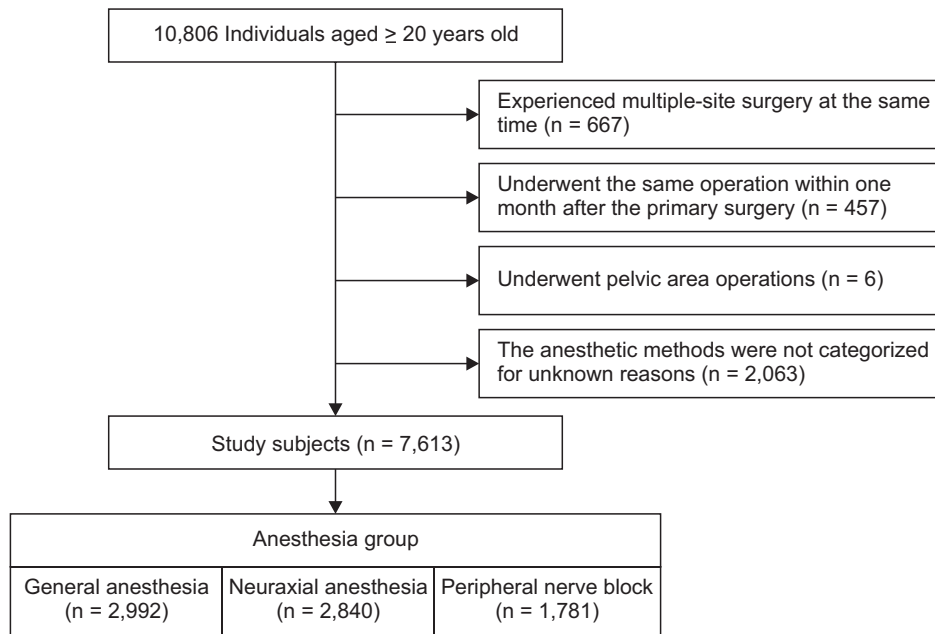 10,806 Individuals aged ≥ 20 years old
Experienced multiple-site surgery at the same
time (n = 667)
Underwent the same operation within one
month after the primary surgery (n = 457)
Underwent pelvic area operations (n = 6)
The anesthetic methods were not categorized
for unknown reasons (n = 2,063)
Study subjects (n = 7,613)
Anesthesia group
General anesthesia
(n = 2,992)
Neuraxial anesthesia
(n = 2,840)
Peripheral nerve block
(n = 1,781)